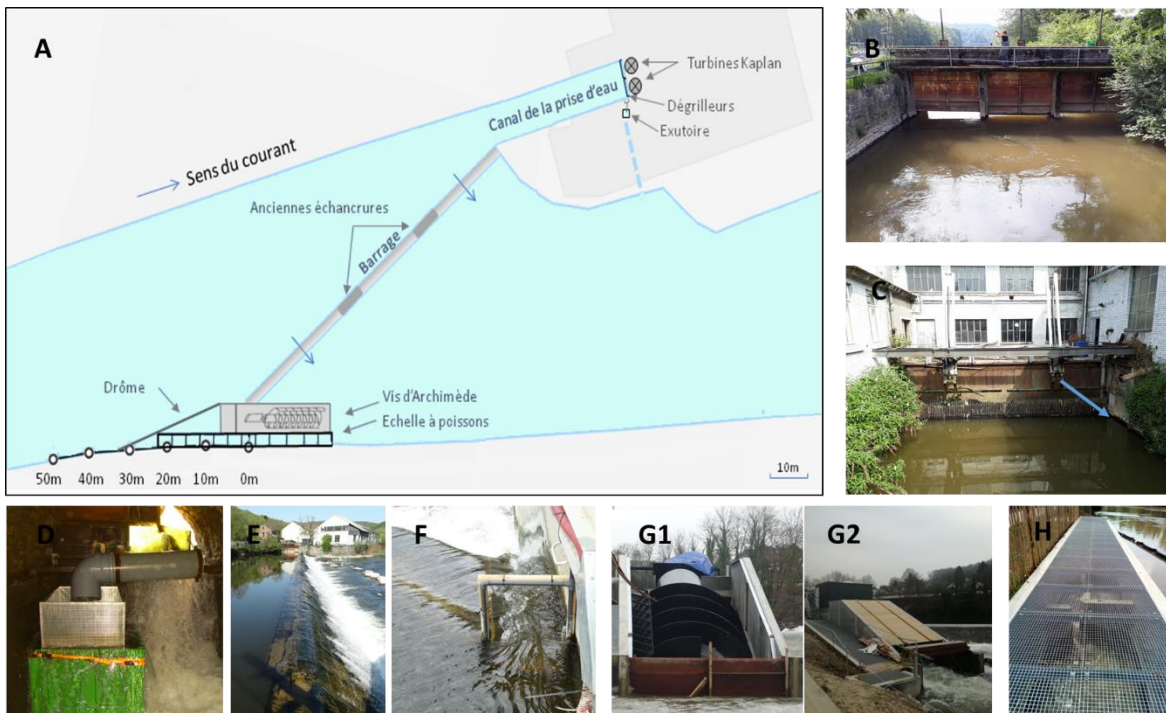 A
Sens du courant
Canal de la prise d'eau
Turbines Kaplan
Dégrilleurs
Exutoire
Anciennes échancrures
Barrage
Drôme
Vis d'Archimède
Echelle à poissons
50m 40m 30m 20m 10m 0m
10m
B
C
D
E
F
G1
G2
H